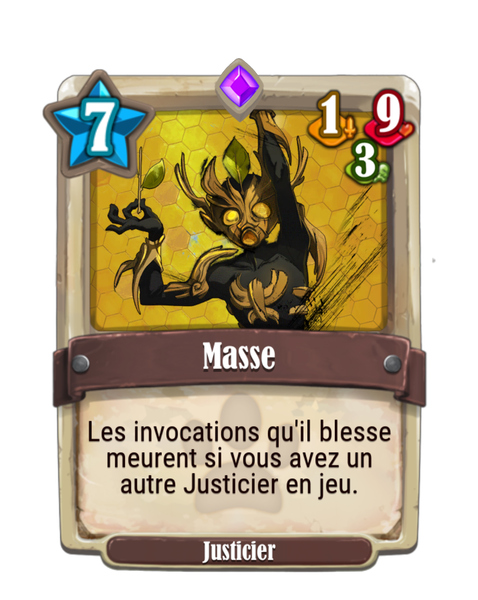 7
1
9
3
Masse
Les invocations qu'il blesse
meurent si vous avez un
autre Justicier en jeu.
Justicier